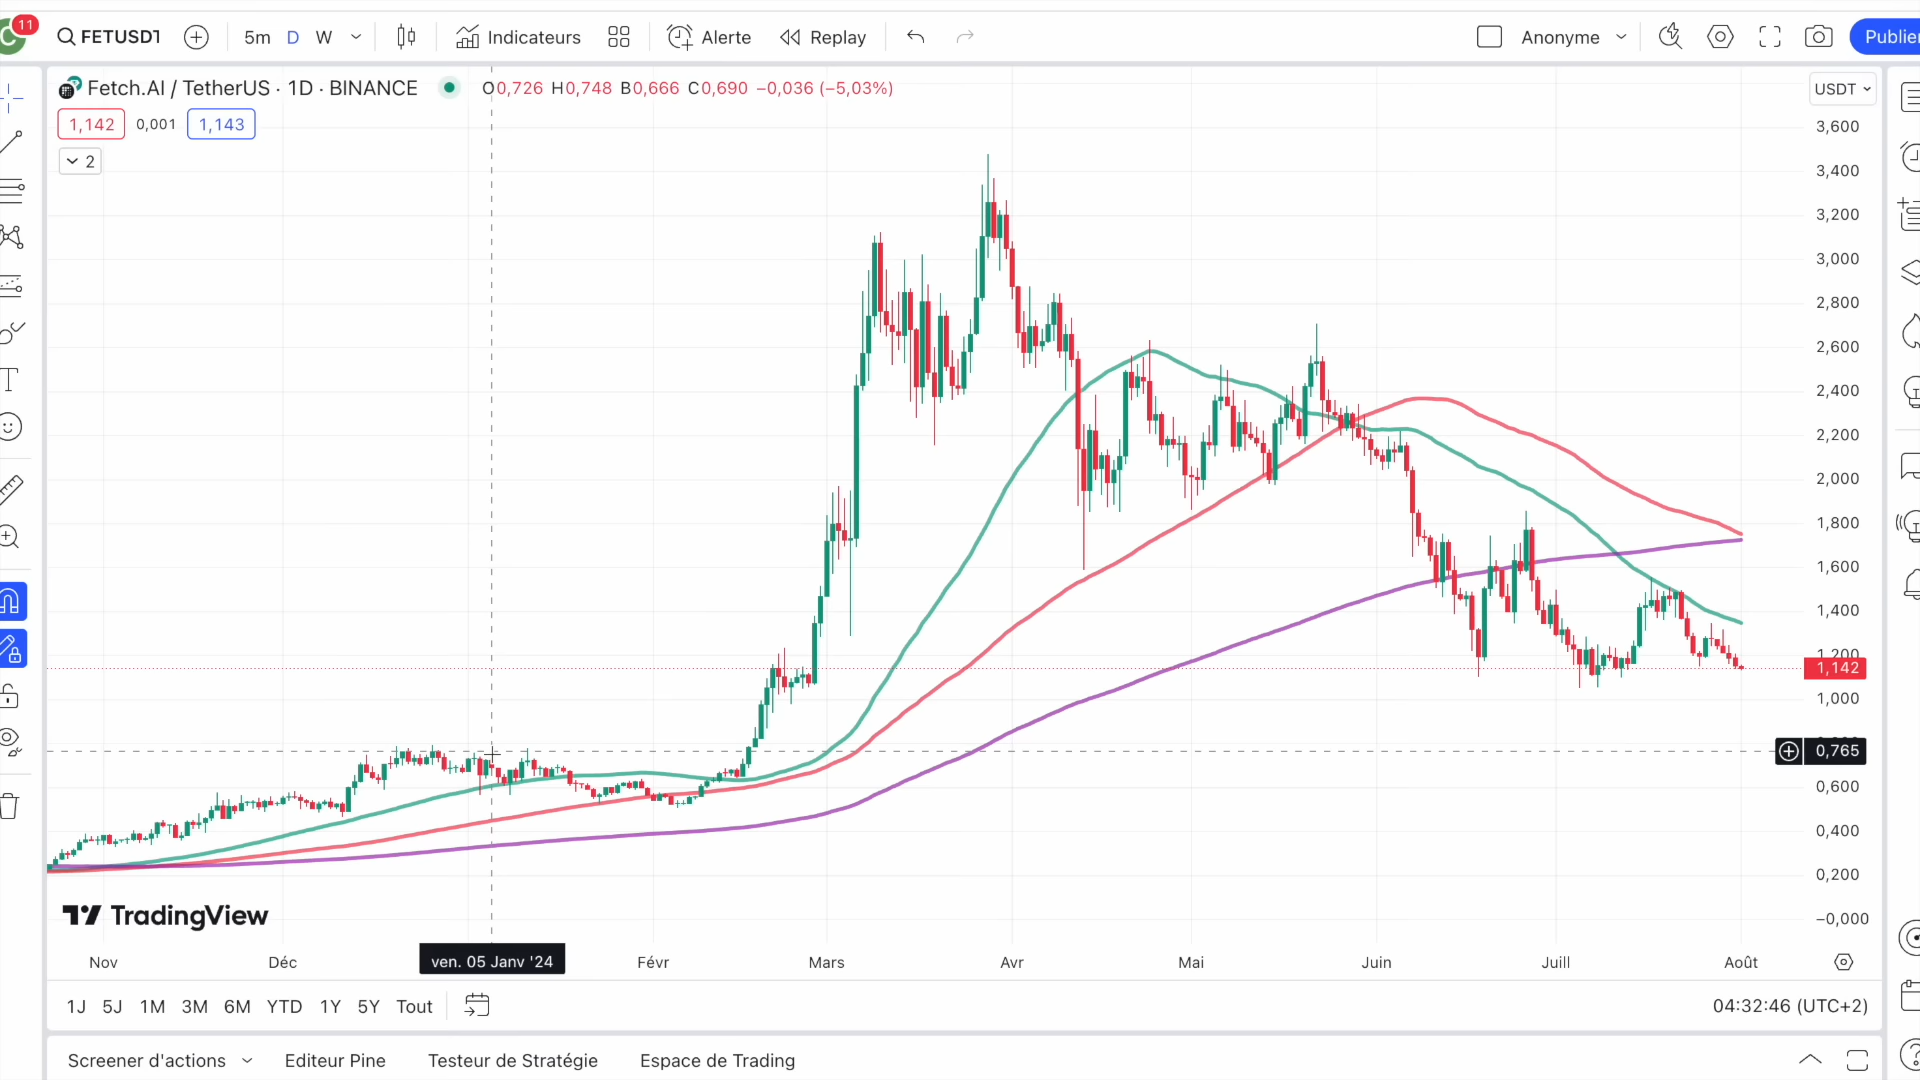 11
FETUSDT
5m D W
Indicateurs
Alerte
Replay
Anonyme
Publier
Fetch.AI / TetherUS · 1D · BINANCE
O0,726 H0,748 B0,666 C0,690 −0,036 (−5,03%)
USDT
1,142 0,001 1,143
2
3,600
3,400
3,200
3,000
2,800
2,600
2,400
2,200
2,000
1,800
1,600
1,400
1,200
1,142
1,000
0,765
0,600
0,400
0,200
−0,000
TradingView
Nov Déc ven. 05 Janv '24 Févr Mars Avr Mai Juin Juill Août
1J 5J 1M 3M 6M YTD 1Y 5Y Tout
04:32:46 (UTC+2)
Screener d'actions Editeur Pine Testeur de Stratégie Espace de Trading